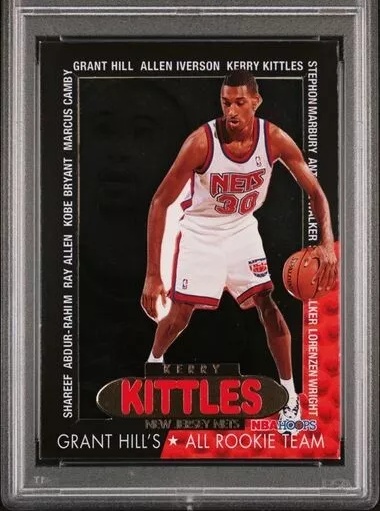 GRANT HILL ALLEN IVERSON KERRY KITTLES
STEPHON MARBURY
LORENZEN WRIGHT
SHAREEF ABDUR-RAHIM RAY ALLEN KOBE BRYANT MARCUS CAMBY
NETS
30
KERRY
KITTLES
NEW JERSEY NETS
NBA HOOPS
GRANT HILL'S ★ ALL ROOKIE TEAM